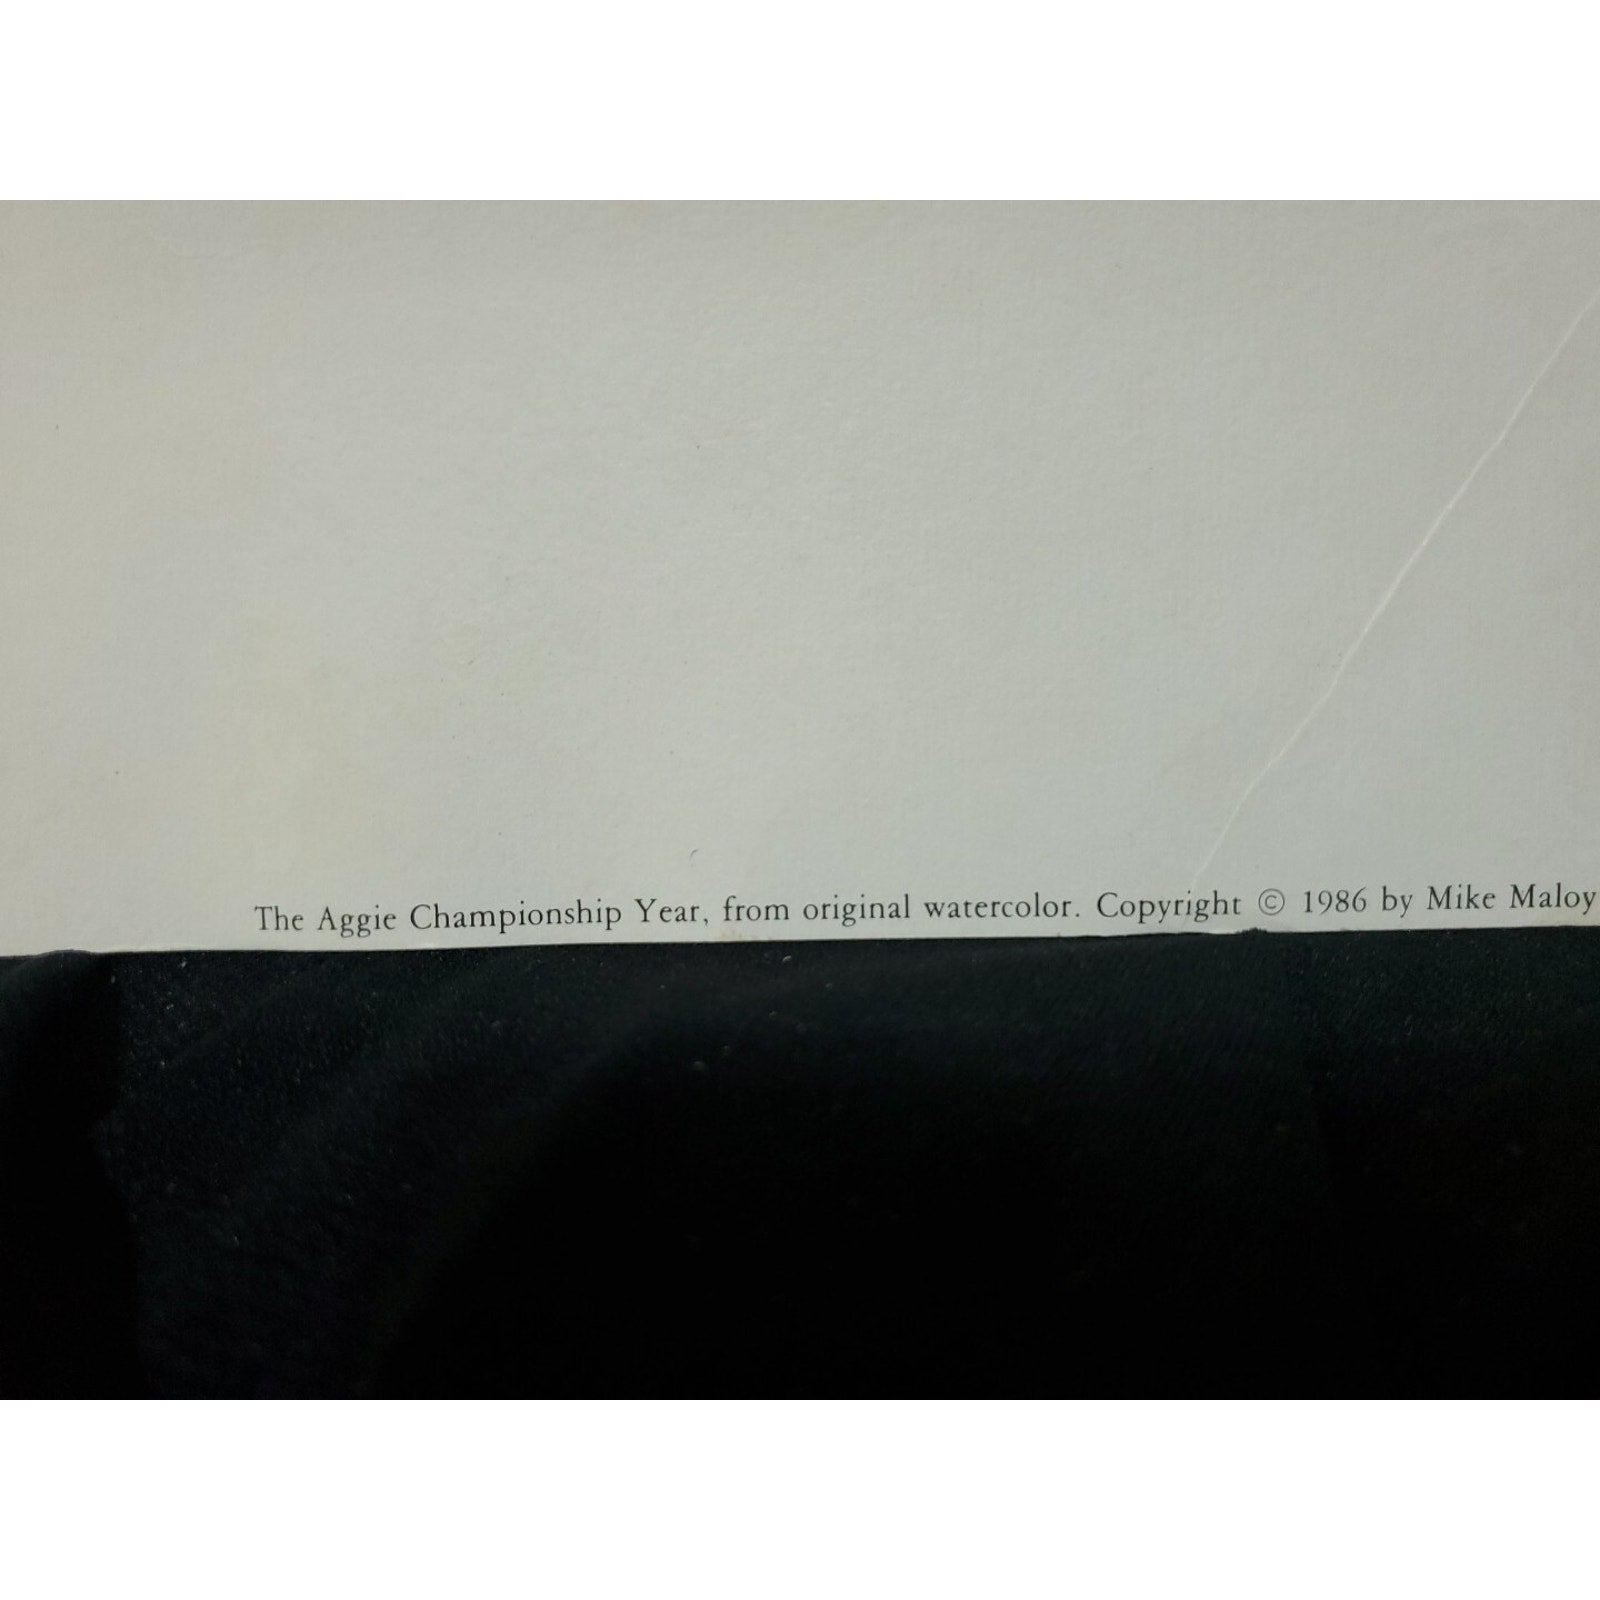 The Aggie Championship Year, from original watercolor. Copyright © 1986 by Mike Maloy